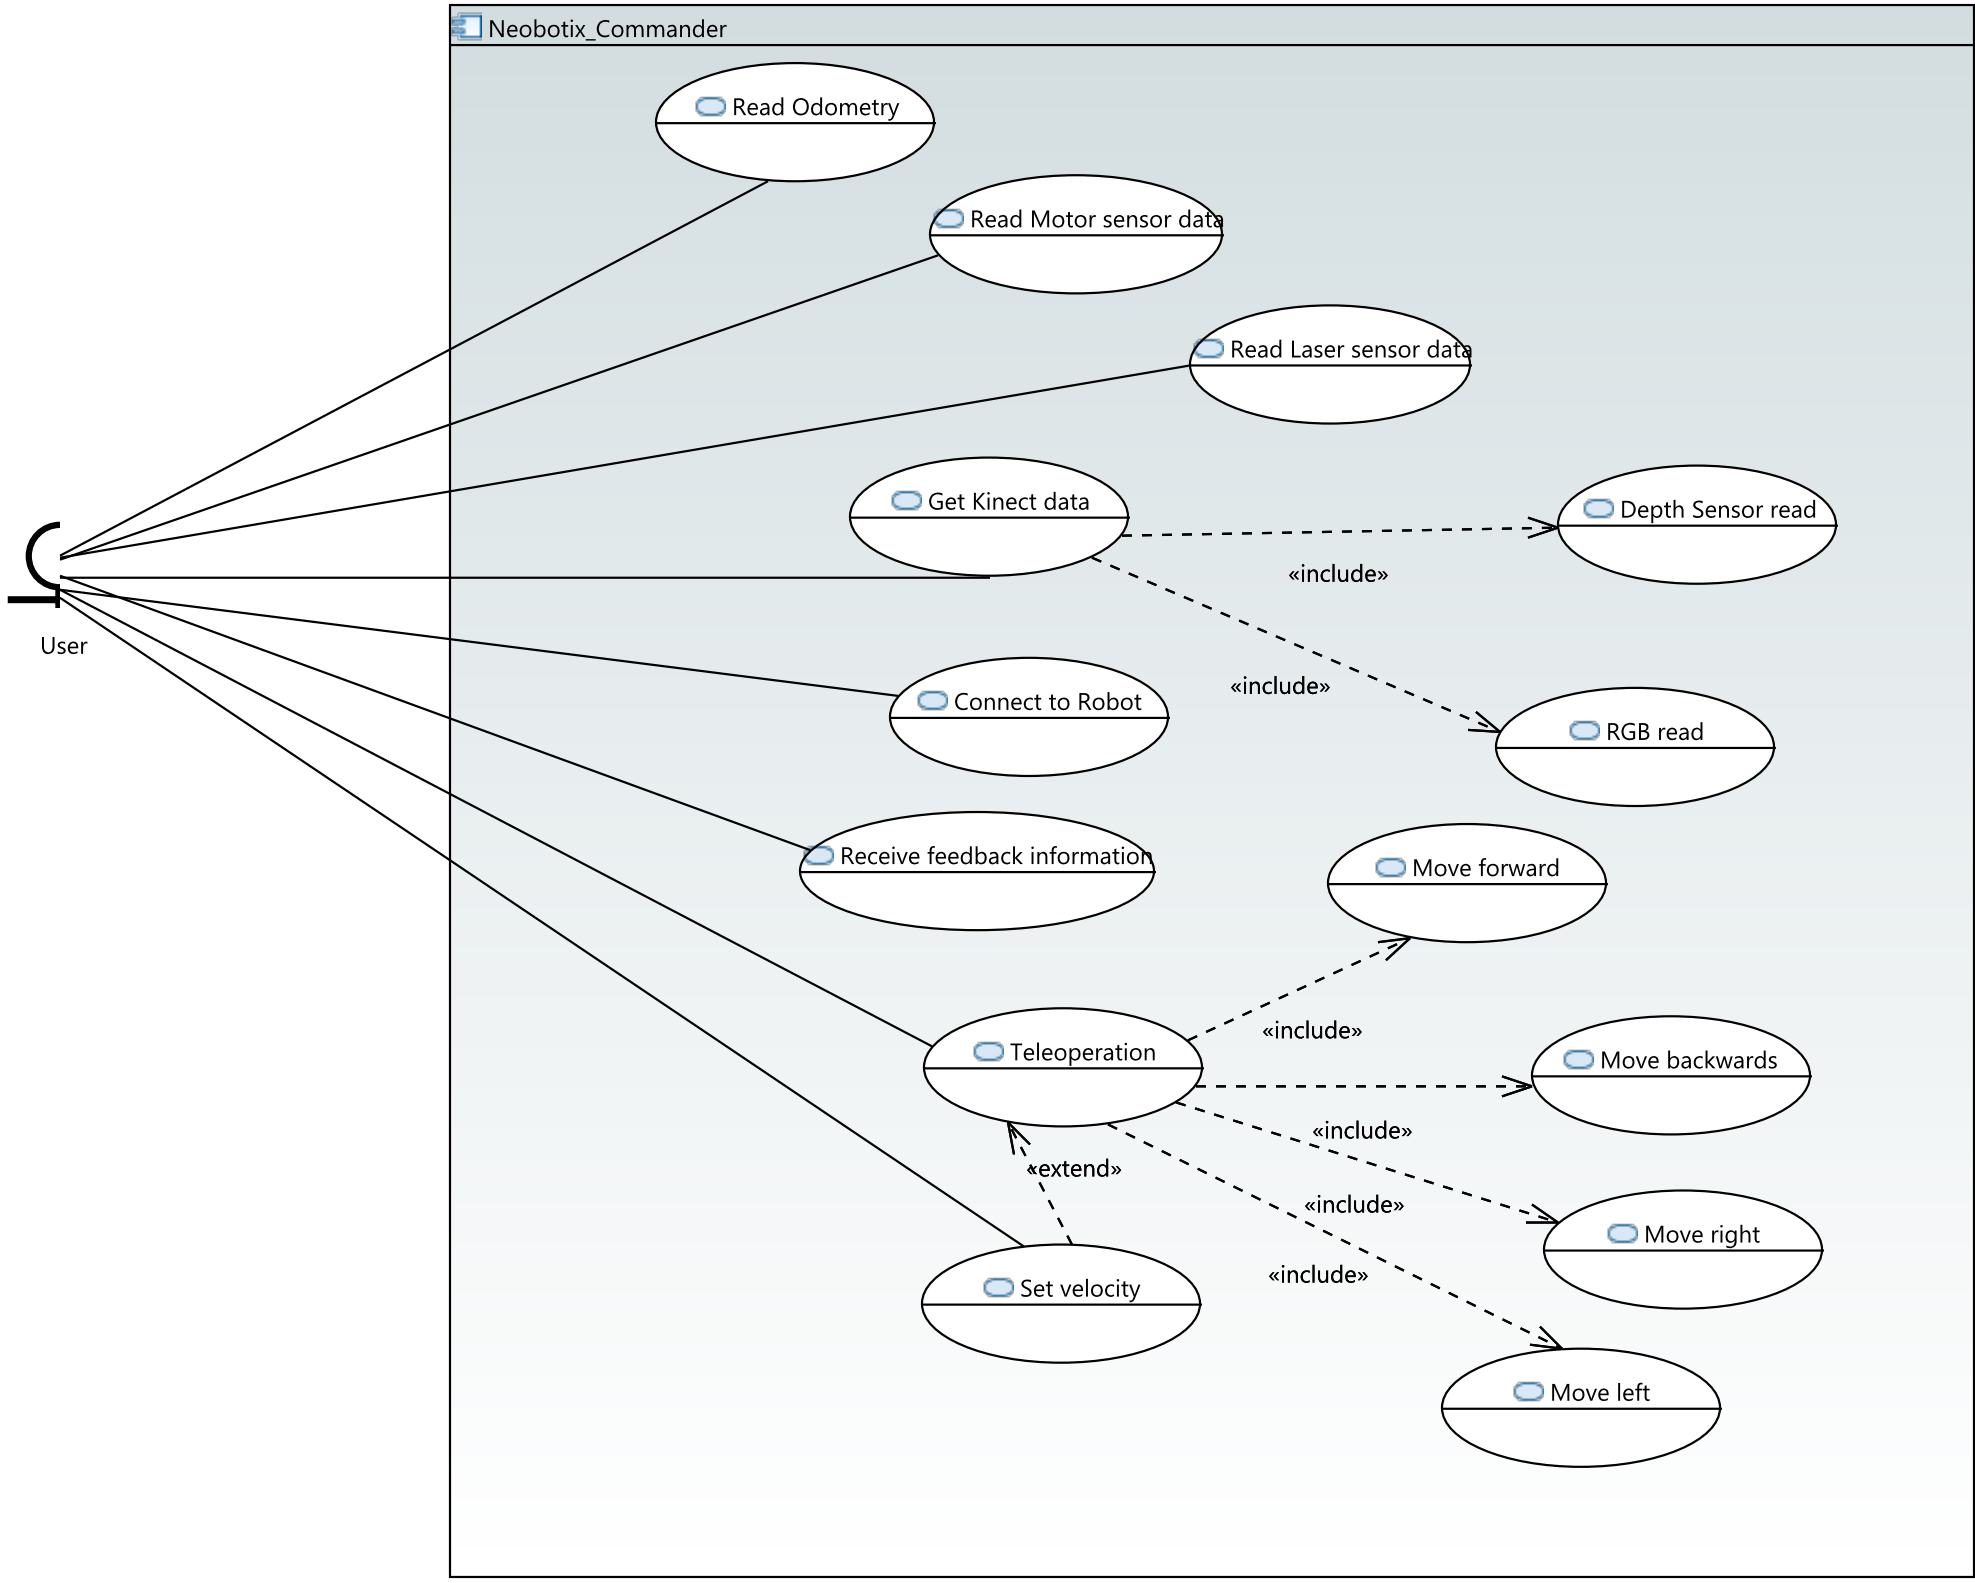 Neobotix_Commander
Read Odometry
Read Motor sensor data
Read Laser sensor data
Get Kinect data
Depth Sensor read
«include»
User
«include»
Connect to Robot
RGB read
Receive feedback information
Move forward
«include»
Teleoperation
Move backwards
«include»
«extend»
«include»
Move right
«include»
Set velocity
Move left